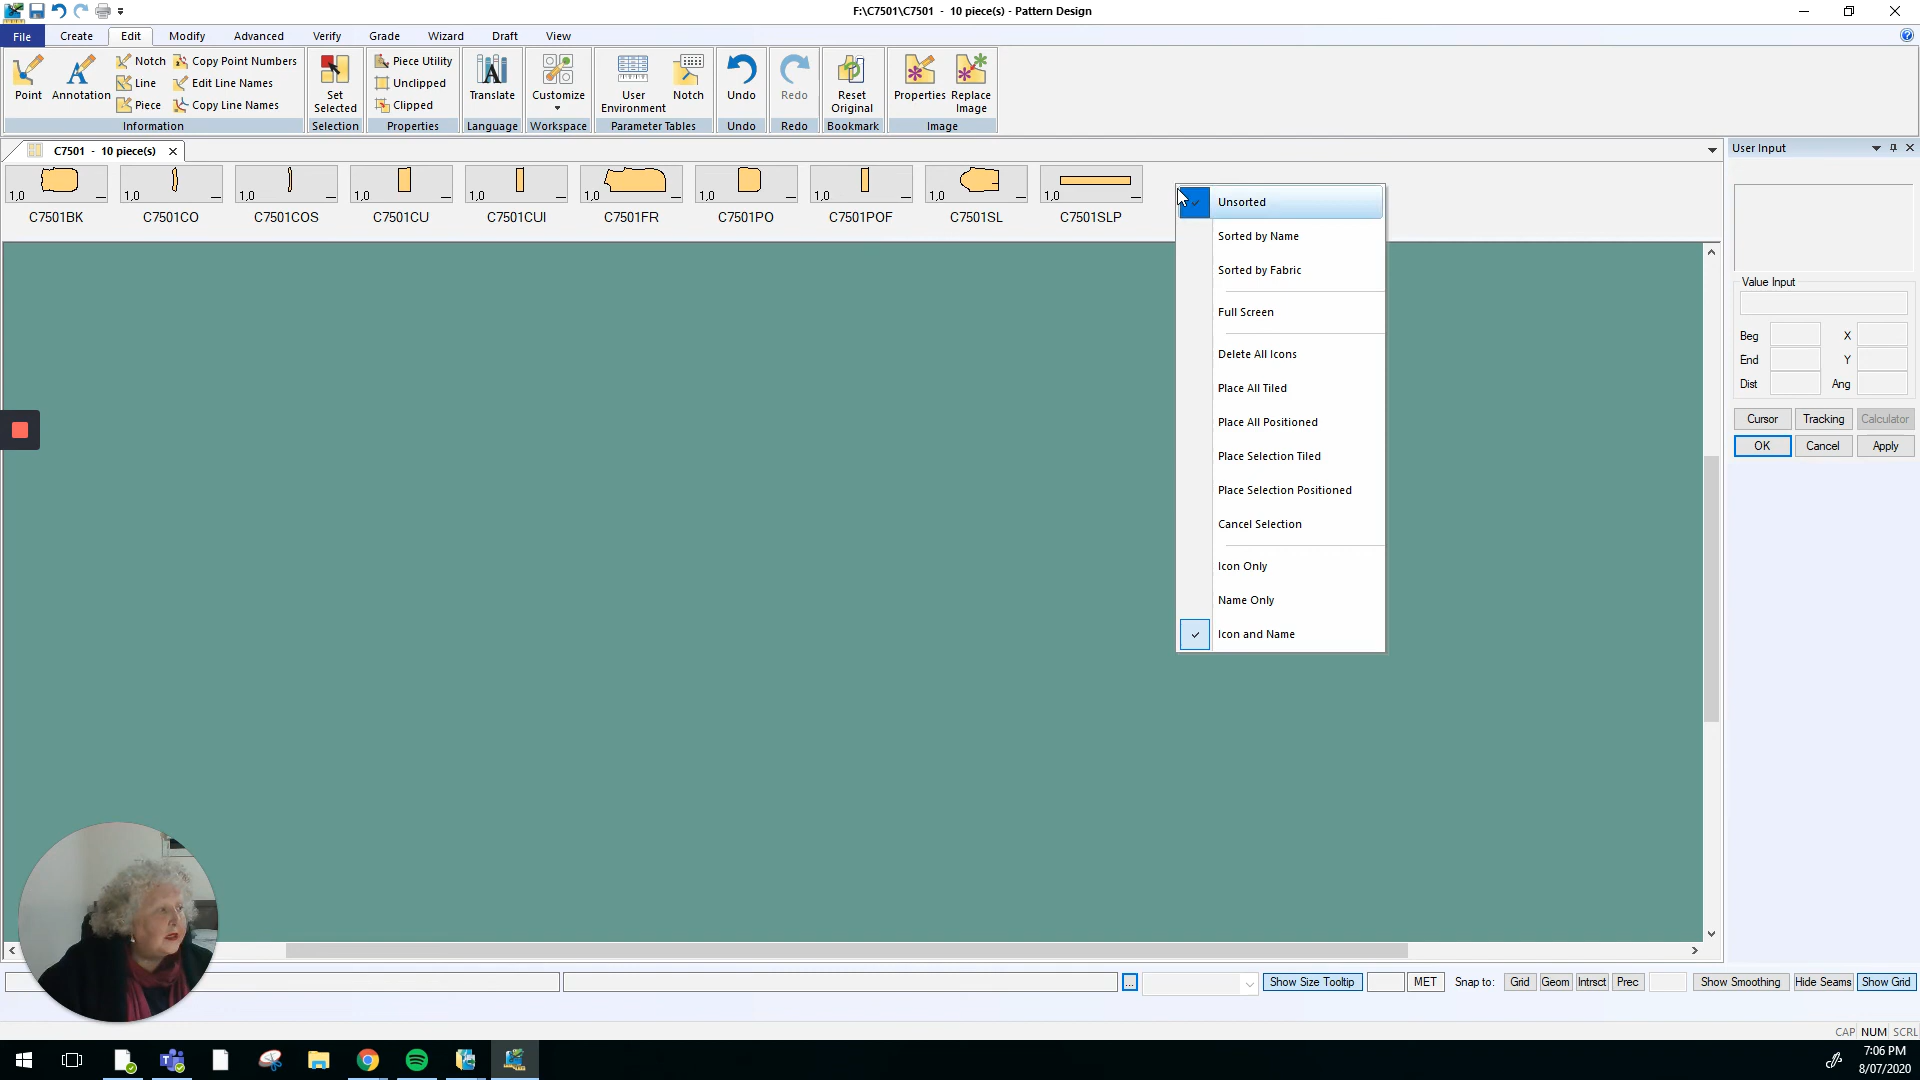 F:\C7501\C7501 - 10 piece(s) - Pattern Design
File Create Edit Modify Advanced Verify Grade Wizard Draft View
Point Annotation Notch Line Piece Copy Point Numbers Edit Line Names Copy Line Names
Information
Set Selected
Selection
Piece Utility Unclipped Clipped
Properties
Translate
Language
Customize
Workspace
User Environment Notch
Parameter Tables
Undo
Undo
Redo
Redo
Reset Original
Bookmark
Properties Replace Image
Image
C7501 - 10 piece(s)
1,0 1,0 1,0 1,0 1,0 1,0 1,0 1,0 1,0 1,0
C7501BK C7501CO C7501COS C7501CU C7501CUI C7501FR C7501PO C7501POF C7501SL C7501SLP
Unsorted
Sorted by Name
Sorted by Fabric
Full Screen
Delete All Icons
Place All Tiled
Place All Positioned
Place Selection Tiled
Place Selection Positioned
Cancel Selection
Icon Only
Name Only
Icon and Name
User Input
Value Input
Beg X
End Y
Dist Ang
Cursor Tracking Calculator
OK Cancel Apply
... Show Size Tooltip MET Snap to: Grid Geom Intrsct Prec Show Smoothing Hide Seams Show Grid
CAP NUM SCRL
7:06 PM
8/07/2020